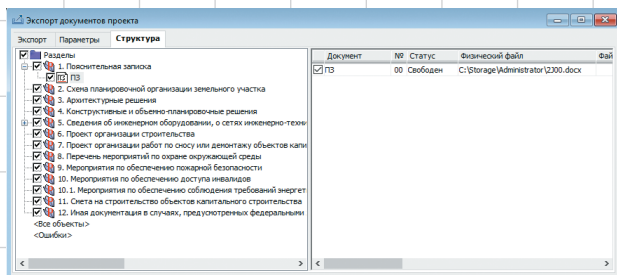 Экспорт документов проекта
Экспорт Параметры Структура
Разделы
1. Пояснительная записка
ПЗ
2. Схема планировочной организации земельного участка
3. Архитектурные решения
4. Конструктивные и объемно-планировочные решения
5. Сведения об инженерном оборудовании, о сетях инженерно-техни
6. Проект организации строительства
7. Проект организации работ по сносу или демонтажу объектов капи
8. Перечень мероприятий по охране окружающей среды
9. Мероприятия по обеспечению пожарной безопасности
10. Мероприятия по обеспечению доступа инвалидов
10.1. Мероприятия по обеспечению соблюдения требований энергет
11. Смета на строительство объектов капитального строительства
12. Иная документация в случаях, предусмотренных федеральными
<Все объекты>
<Ошибки>
Документ № Статус Физический файл Фай
ПЗ 00 Свободен C:\Storage\Administrator\2J00.docx